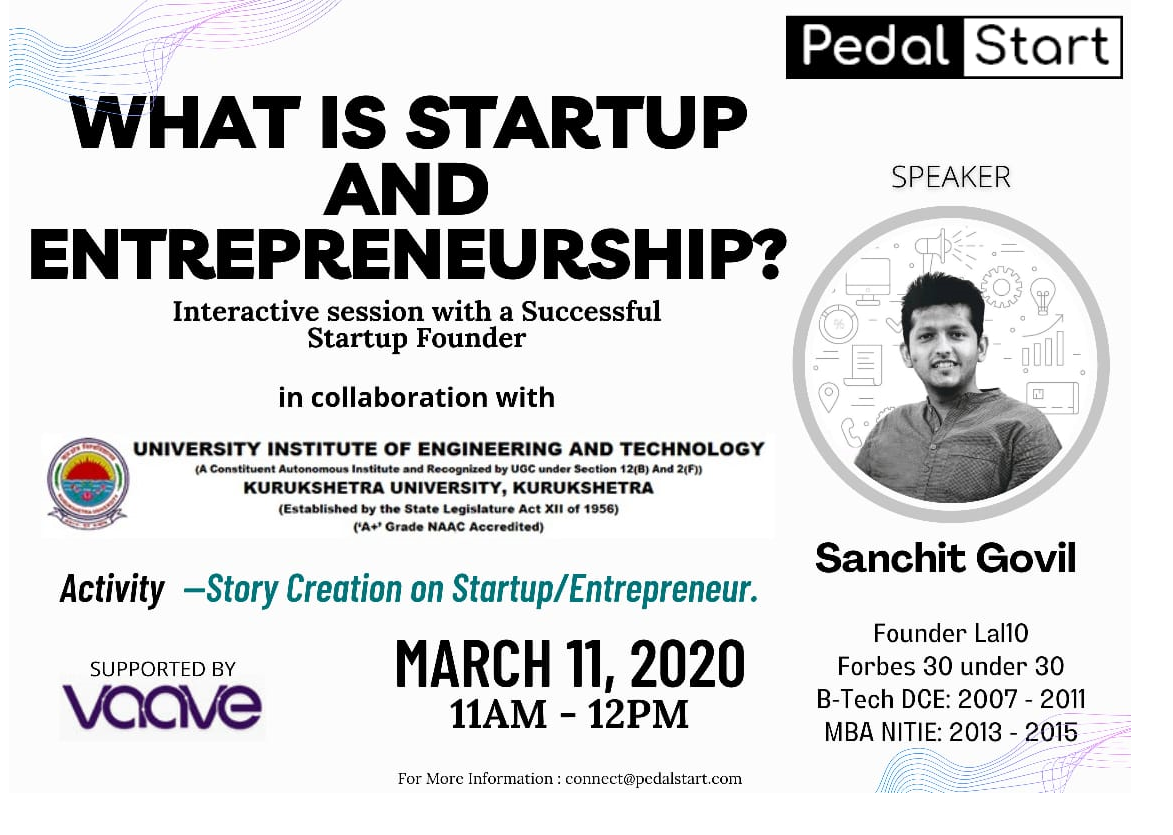 Pedal Start
WHAT IS STARTUP
AND
ENTREPRENEURSHIP?
Interactive session with a Successful
Startup Founder
in collaboration with
UNIVERSITY INSTITUTE OF ENGINEERING AND TECHNOLOGY
(A Constituent Autonomous Institute and Recognized by UGC under Section 12(B) And 2(F))
KURUKSHETRA UNIVERSITY, KURUKSHETRA
(Established by the State Legislature Act XII of 1956)
('A+' Grade NAAC Accredited)
Activity —Story Creation on Startup/Entrepreneur.
SUPPORTED BY
vaave
MARCH 11, 2020
11AM - 12PM
For More Information : connect@pedalstart.com
SPEAKER
%
Sanchit Govil
Founder Lal10
Forbes 30 under 30
B-Tech DCE: 2007 - 2011
MBA NITIE: 2013 - 2015